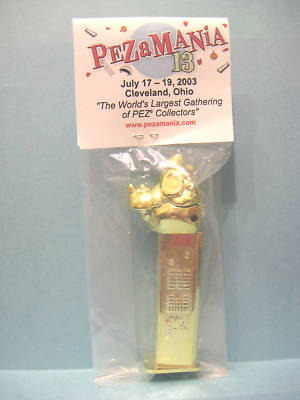 PEZaMANiA
13
July 17 – 19, 2003
Cleveland, Ohio
"The World's Largest Gathering
of PEZ® Collectors"
www.pezamania.com